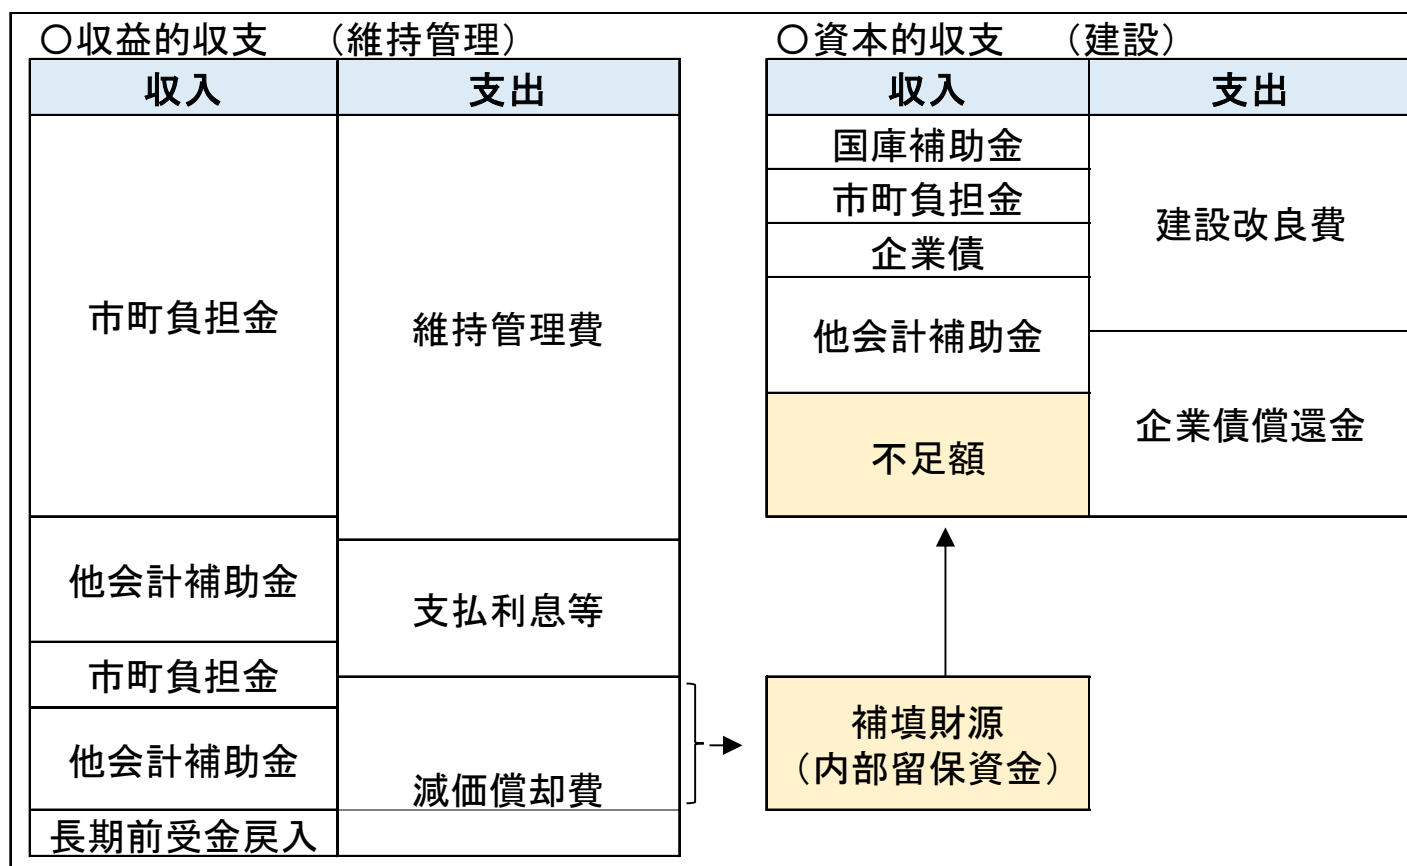 ○収益的収支　（維持管理）
収入
支出
市町負担金
他会計補助金
市町負担金
他会計補助金
長期前受金戻入
維持管理費
支払利息等
減価償却費
○資本的収支　（建設）
収入
支出
国庫補助金
市町負担金
企業債
他会計補助金
不足額
建設改良費
企業債償還金
補填財源
（内部留保資金）